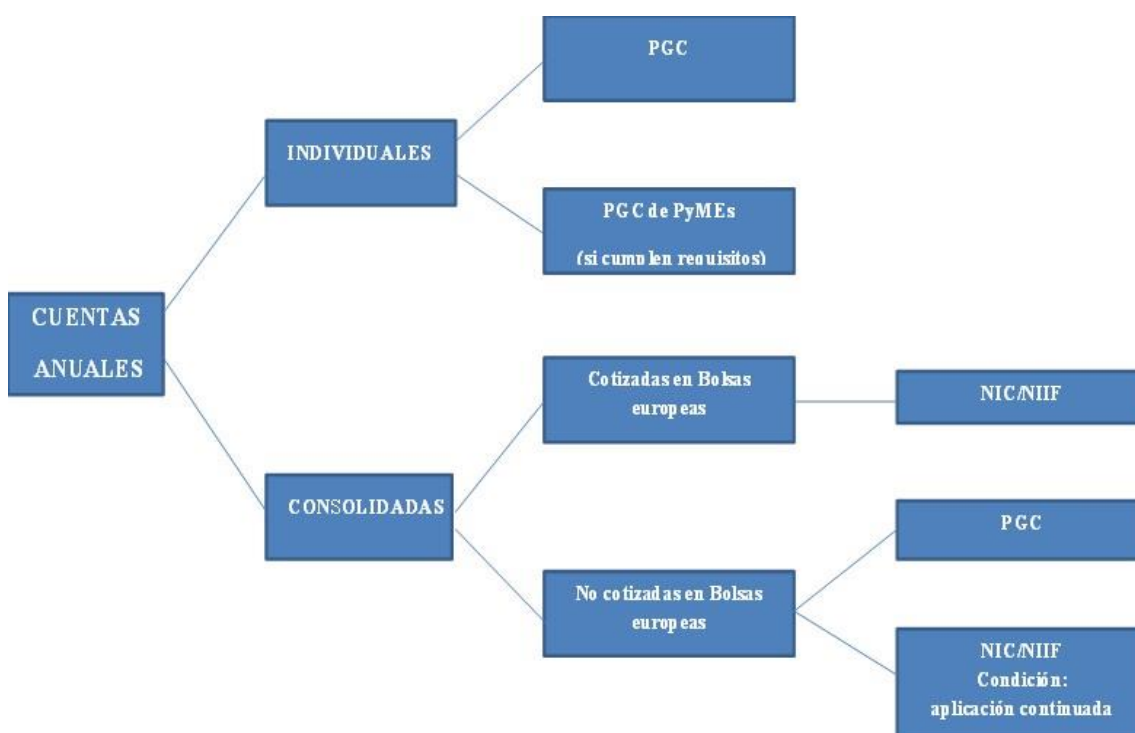 PGC
INDIVIDUALES
PGC de PyMEs
(si cumplen requisitos)
CUENTAS
ANUALES
Cotizadas en Bolsas
europeas
NIC/NIIF
CONSOLIDADAS
PGC
No cotizadas en Bolsas
europeas
NIC/NIIF
Condición:
aplicación continuada